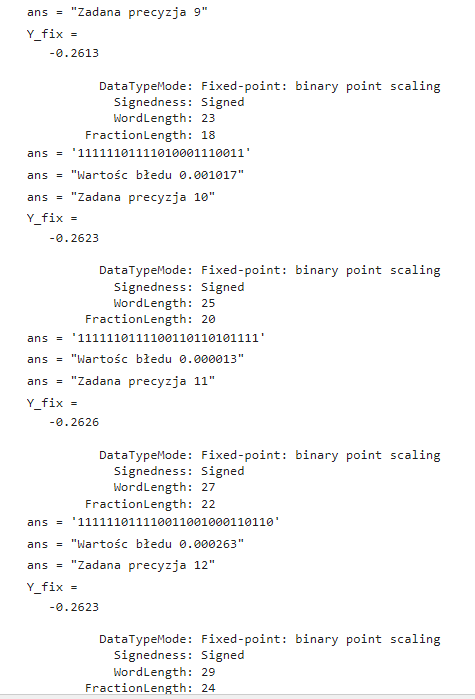 ans = "Zadana precyzja 9"
Y_fix =
-0.2613
DataTypeMode: Fixed-point: binary point scaling
Signedness: Signed
WordLength: 23
FractionLength: 18
ans = '11111101111010001110011'
ans = "Wartośc błedu 0.001017"
ans = "Zadana precyzja 10"
Y_fix =
-0.2623
DataTypeMode: Fixed-point: binary point scaling
Signedness: Signed
WordLength: 25
FractionLength: 20
ans = '1111110111100110110101111'
ans = "Wartośc błedu 0.000013"
ans = "Zadana precyzja 11"
Y_fix =
-0.2626
DataTypeMode: Fixed-point: binary point scaling
Signedness: Signed
WordLength: 27
FractionLength: 22
ans = '111111011110011001000110110'
ans = "Wartośc błedu 0.000263"
ans = "Zadana precyzja 12"
Y_fix =
-0.2623
DataTypeMode: Fixed-point: binary point scaling
Signedness: Signed
WordLength: 29
FractionLength: 24